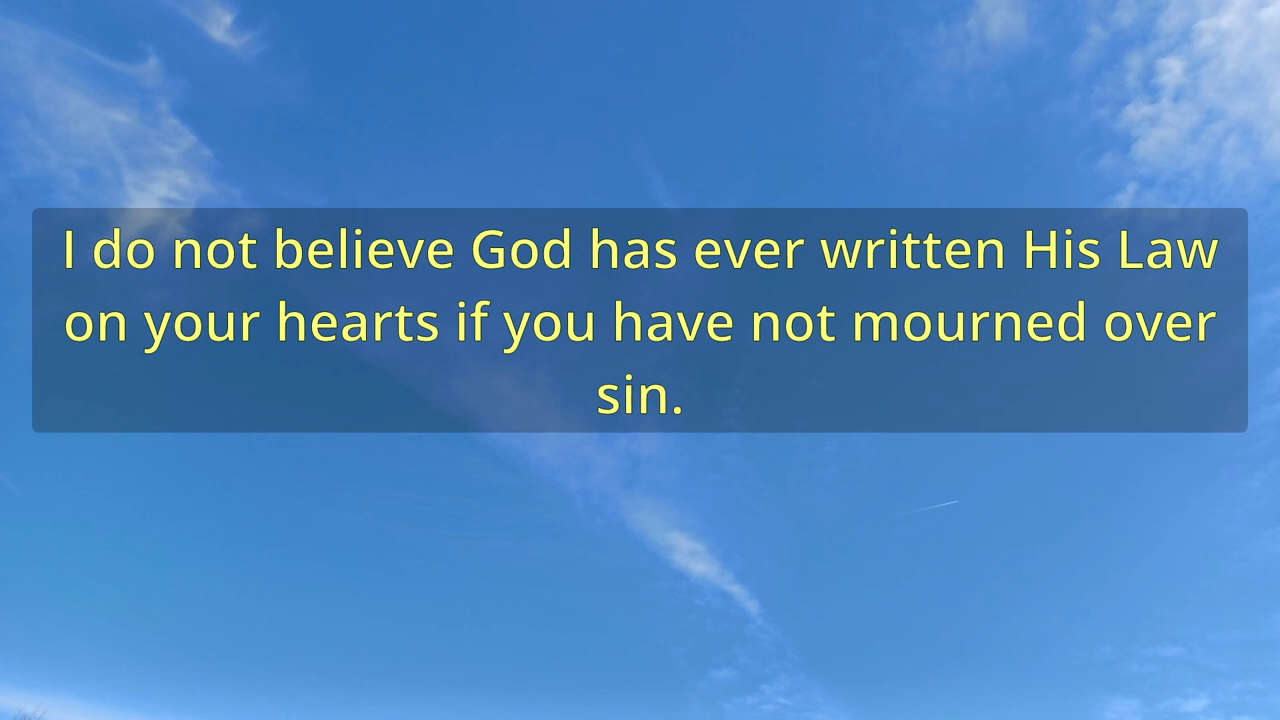 I do not believe God has ever written His Law
on your hearts if you have not mourned over
sin.